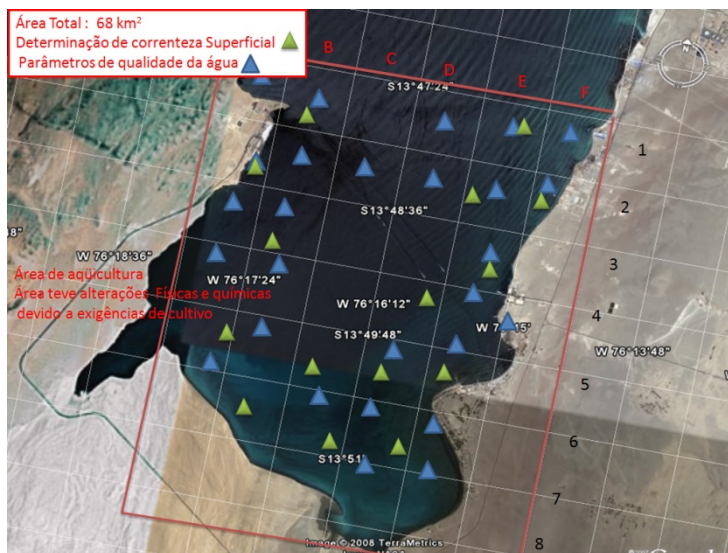 Área Total : 68 km²
Determinação de correnteza Superficial
Parâmetros de qualidade da água
N
B
C
D
E
F
S13°47'24"
1
2
S13°48'36"
48"
W 76°18'36"
3
Área de aqüicultura
W 76°17'24"
Área teve alterações Físicas e químicas
W 76°16'12"
devido a exigências de cultivo
4
S13°49'48"
W 7 15'
W 76°13'48"
W
5
6
S13°51'
7
Image © 2008 TerraMetrics
8